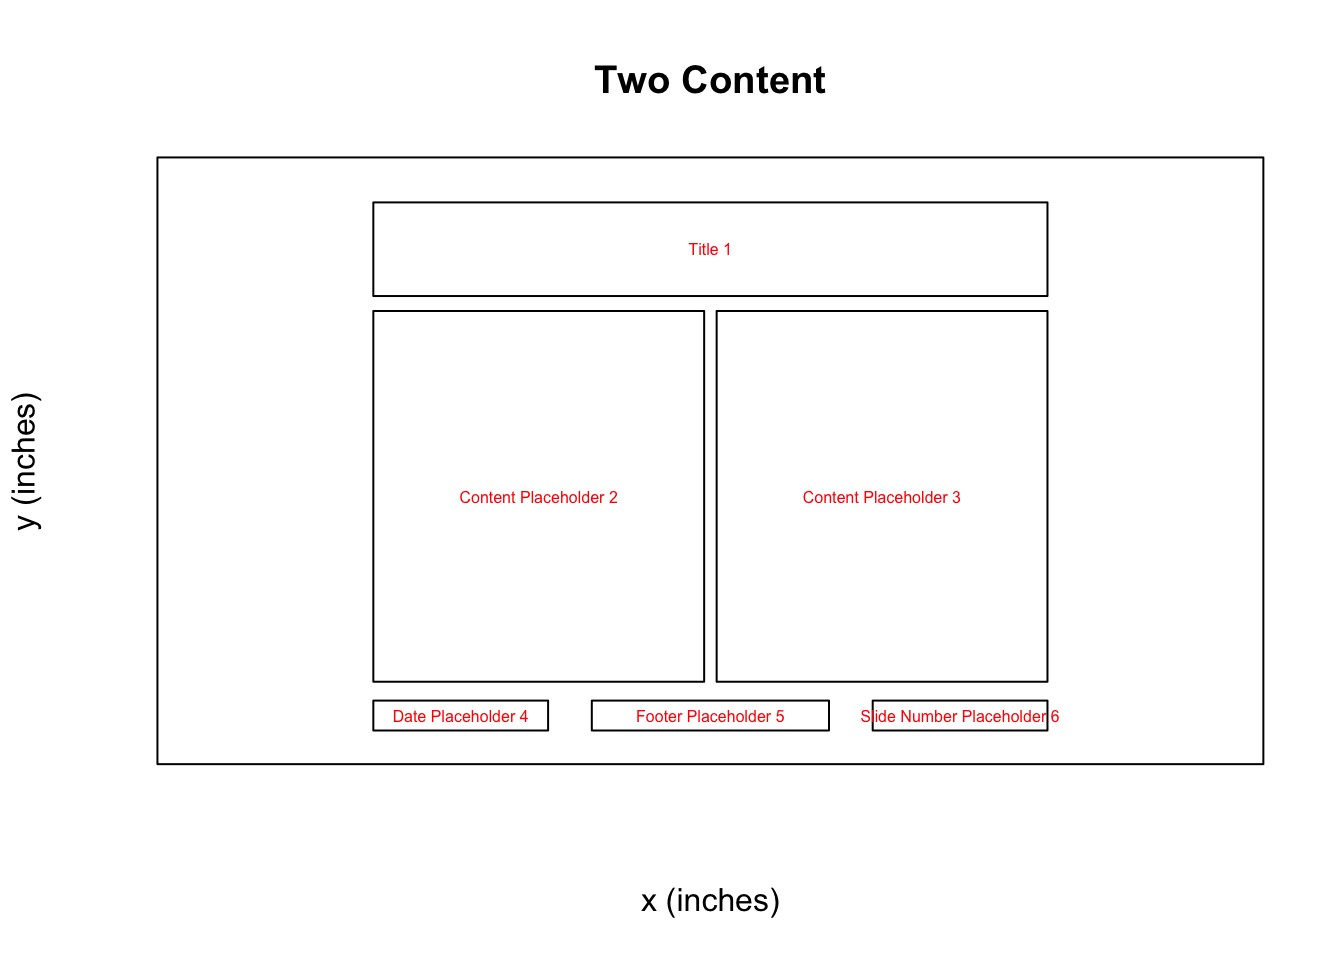 Two Content
Title 1
y (inches)
Content Placeholder 2
Content Placeholder 3
Date Placeholder 4
Footer Placeholder 5
Slide Number Placeholder 6
x (inches)